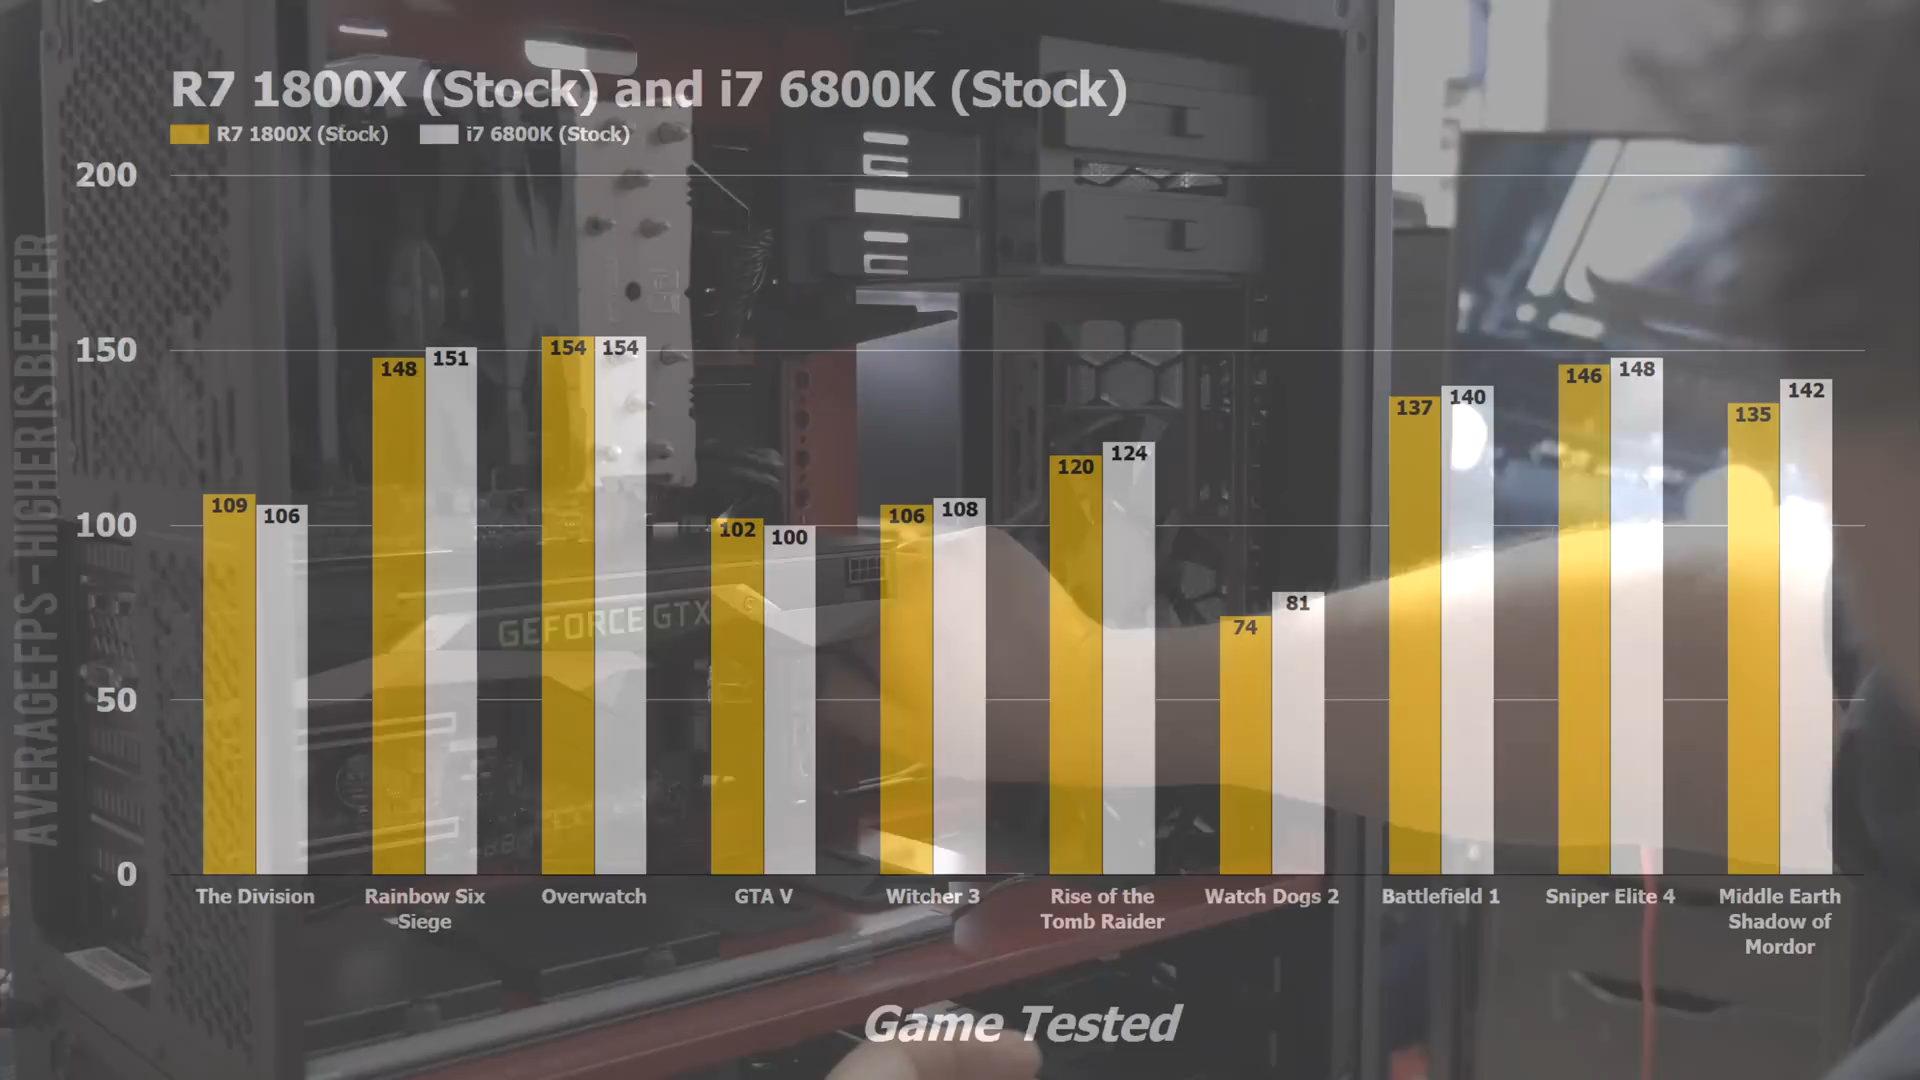 R7 1800X (Stock) and i7 6800K (Stock)
R7 1800X (Stock)
i7 6800K (Stock)
AVERAGE FPS - HIGHER IS BETTER
200
150
100
50
0
109
106
148
151
154
154
102
100
106
108
120
124
74
81
137
140
146
148
135
142
GEFORCE GTX
The Division
Rainbow Six
Siege
Overwatch
GTA V
Witcher 3
Rise of the
Tomb Raider
Watch Dogs 2
Battlefield 1
Sniper Elite 4
Middle Earth
Shadow of
Mordor
Game Tested